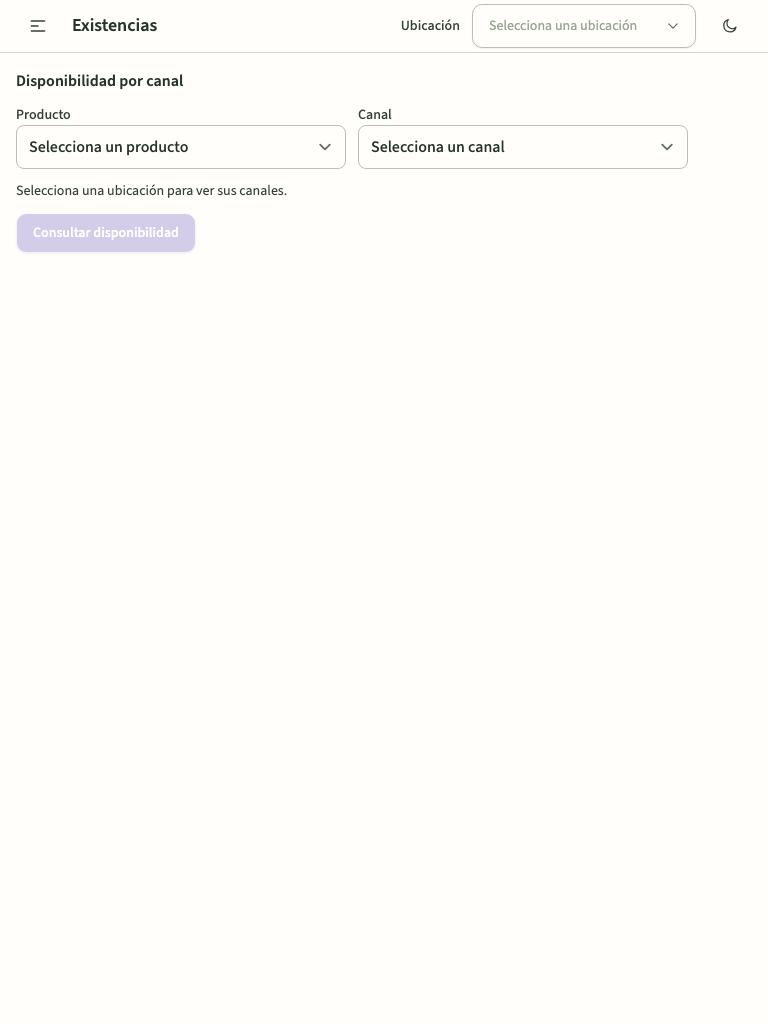 Existencias
Ubicación
Selecciona una ubicación
Disponibilidad por canal
Producto
Canal
Selecciona un producto
Selecciona un canal
Selecciona una ubicación para ver sus canales.
Consultar disponibilidad